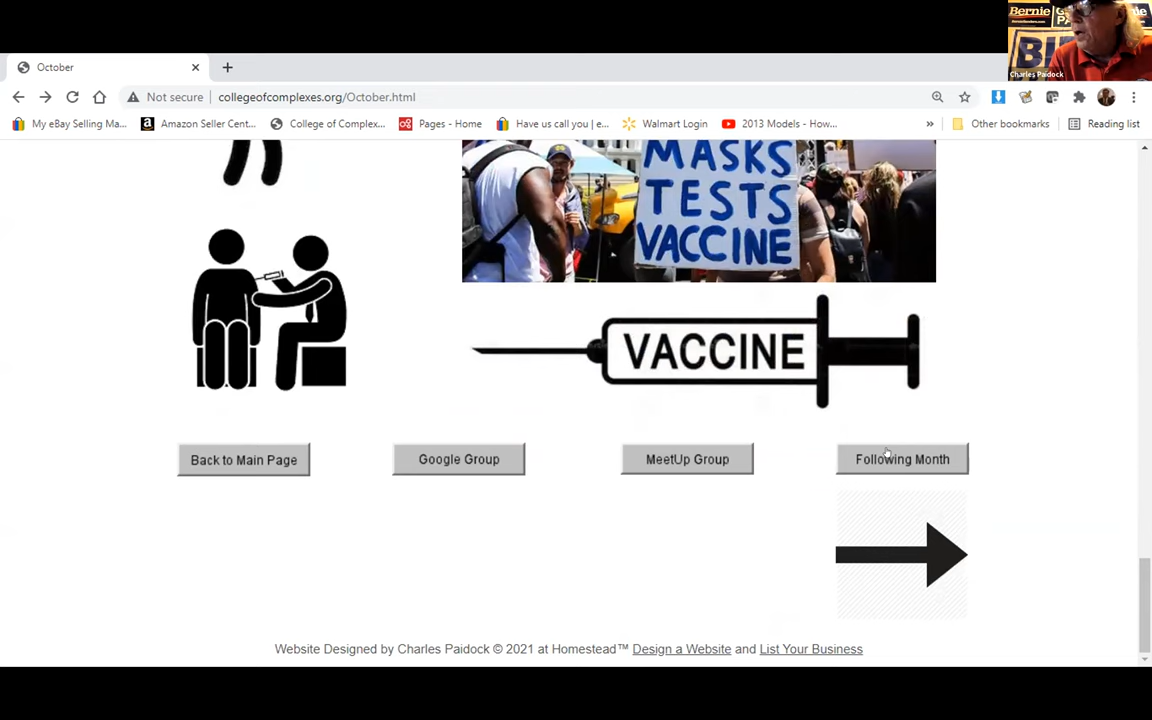 Bernie
Charles Paidock
October
Not secure
collegeofcomplexes.org/October.html
My eBay Selling Ma...
Amazon Seller Cent...
College of Complex...
Pages - Home
Have us call you | e...
Walmart Login
2013 Models - How...
»
Other bookmarks
Reading list
MASKS
TESTS
VACCINE
VACCINE
Back to Main Page
Google Group
MeetUp Group
Following Month
Website Designed by Charles Paidock © 2021 at Homestead™ Design a Website and List Your Business